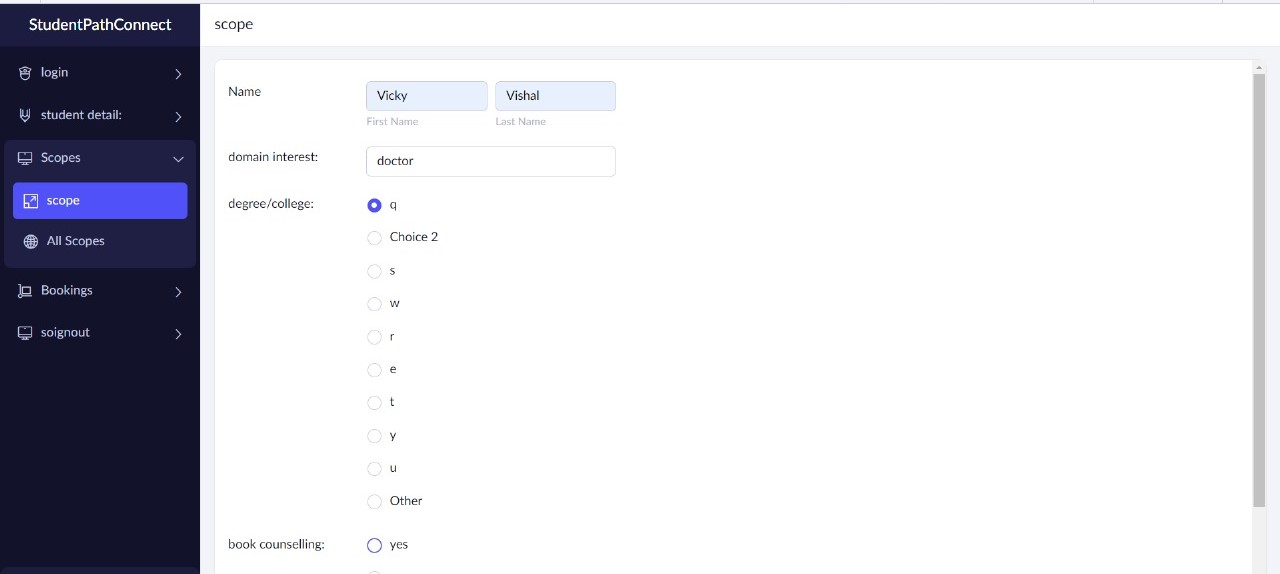 StudentPathConnect
scope
login
student detail:
Scopes
scope
All Scopes
Bookings
soignout
Name
Vicky
Vishal
First Name
Last Name
domain interest:
doctor
degree/college:
q
Choice 2
s
w
r
e
t
y
u
Other
book counselling:
yes